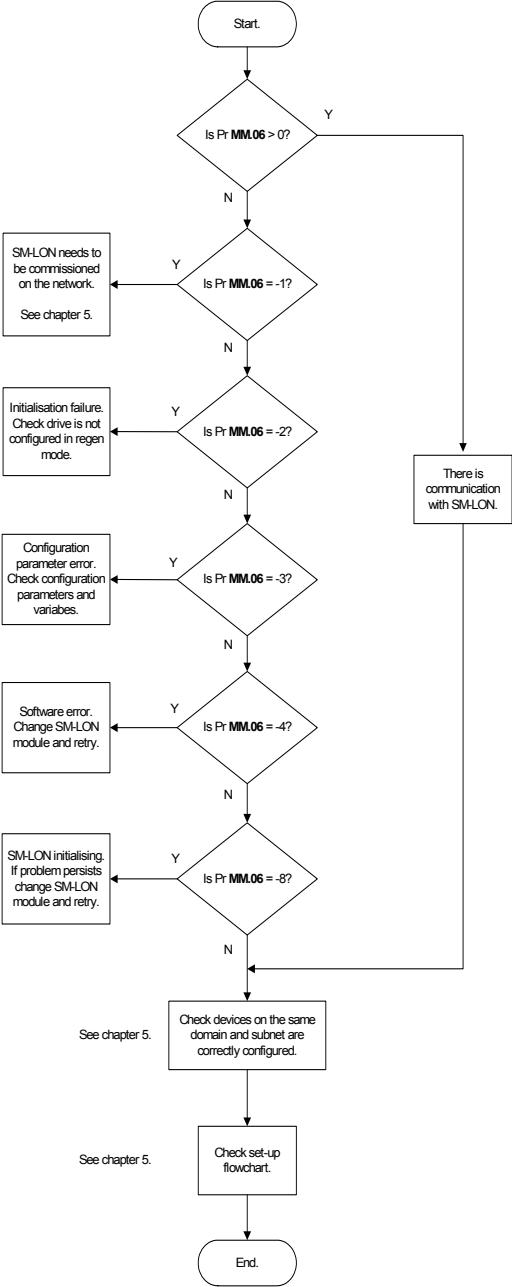 Start.
Is Pr MM.06 > 0?
Y
N
SM-LON needs to
be commissioned
on the network.
See chapter 5.
Y
Is Pr MM.06 = -1?
N
Initialisation failure.
Check drive is not
configured in regen
mode.
Y
Is Pr MM.06 = -2?
N
There is
communication
with SM-LON.
Configuration
parameter error.
Check configuration
parameters and
variabes.
Y
Is Pr MM.06 = -3?
N
Software error.
Change SM-LON
module and retry.
Y
Is Pr MM.06 = -4?
N
SM-LON initialising.
If problem persists
change SM-LON
module and retry.
Y
Is Pr MM.06 = -8?
N
See chapter 5.
Check devices on the same
domain and subnet are
correctly configured.
See chapter 5.
Check set-up
flowchart.
End.